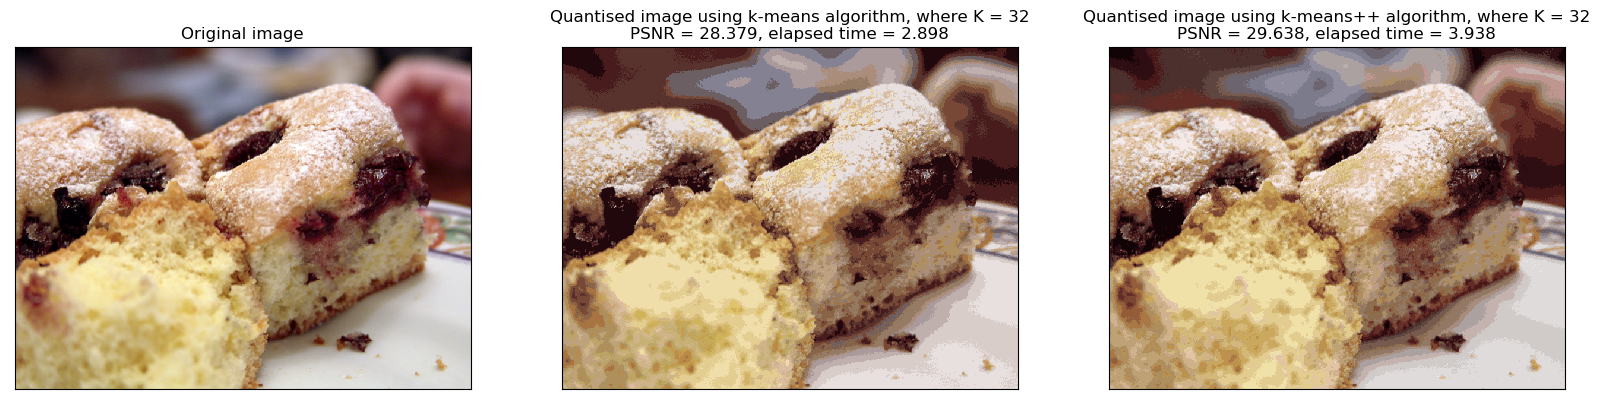 Original image
Quantised image using k-means algorithm, where K = 32
PSNR = 28.379, elapsed time = 2.898
Quantised image using k-means++ algorithm, where K = 32
PSNR = 29.638, elapsed time = 3.938